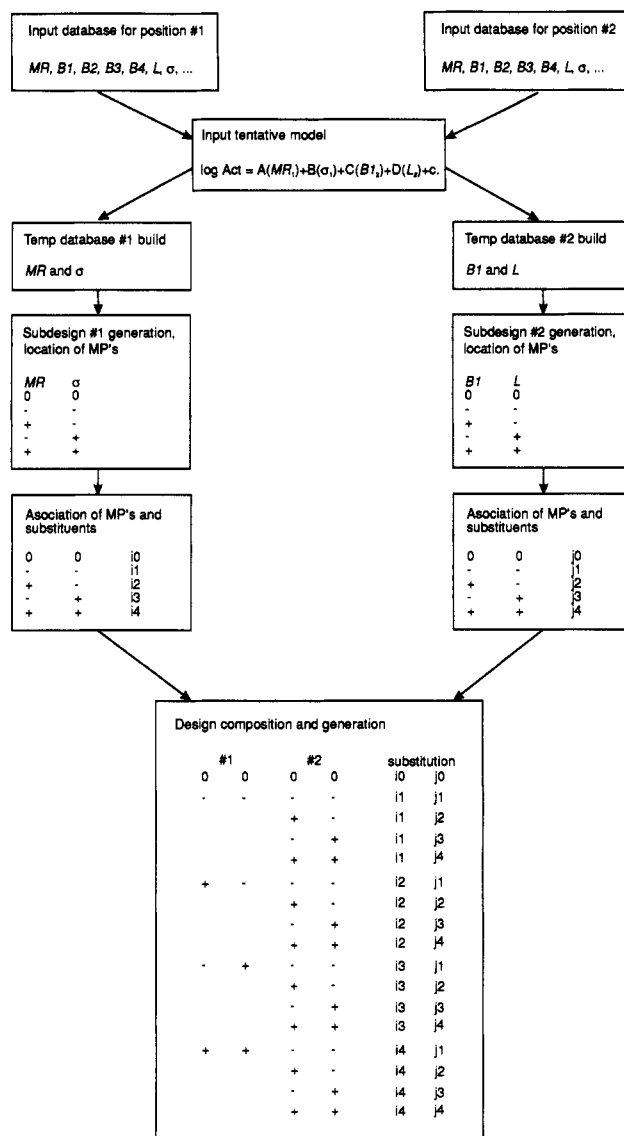 Input database for position #1
MR, B1, B2, B3, B4, L, σ, ...
Input database for position #2
MR, B1, B2, B3, B4, L, σ, ...
Input tentative model
log Act = A(MR₁)+B(σ₁)+C(B1₂)+D(L₂)+c.
Temp database #1 build
MR and σ
Temp database #2 build
B1 and L
Subdesign #1 generation,
location of MP's
MR σ
0 0
- -
+ -
- +
+ +
Subdesign #2 generation,
location of MP's
B1 L
0 0
- -
+ -
- +
+ +
Asociation of MP's and
substituents
0 0 i0
- - i1
+ - i2
- + i3
+ + i4
Asociation of MP's and
substituents
0 0 j0
- - j1
+ - j2
- + j3
+ + j4
Design composition and generation
#1 #2 substitution
0 0 0 0 i0 j0
- - - - i1 j1
+ - i1 j2
- + i1 j3
+ + i1 j4
+ - - - i2 j1
+ - i2 j2
- + i2 j3
+ + i2 j4
- + - - i3 j1
+ - i3 j2
- + i3 j3
+ + i3 j4
+ + - - i4 j1
+ - i4 j2
- + i4 j3
+ + i4 j4